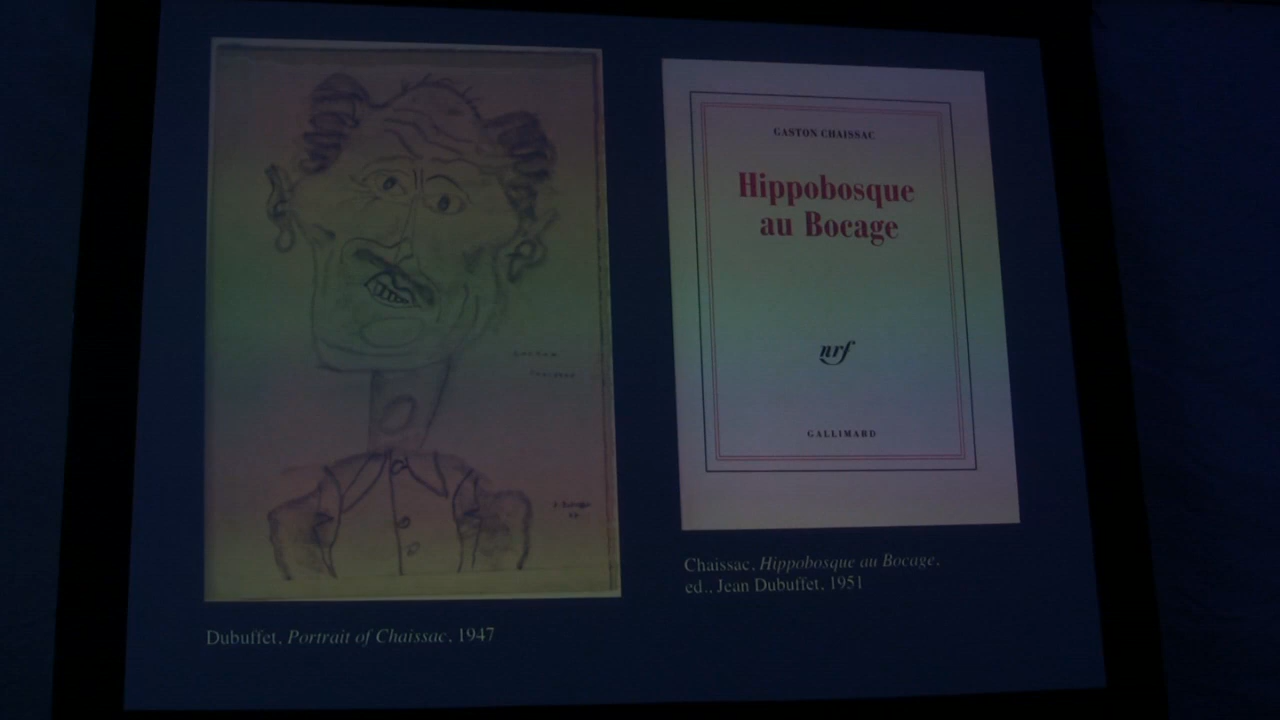 GASTON CHAISSAC
Hippobosque
au Bocage
nrf
GALLIMARD
Chaissac, Hippobosque au Bocage,
ed., Jean Dubuffet, 1951
Dubuffet, Portrait of Chaissac, 1947